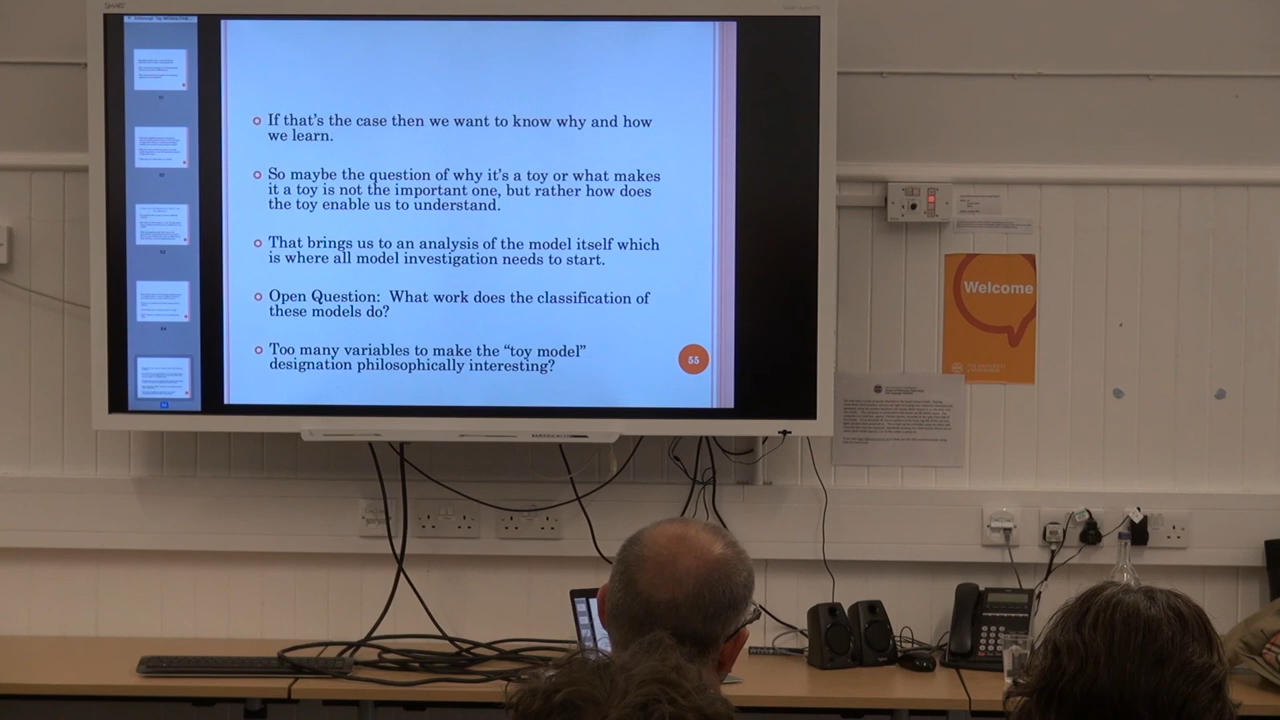 SMART
If that's the case then we want to know why and how
we learn.
So maybe the question of why it's a toy or what makes
it a toy is not the important one, but rather how does
the toy enable us to understand.
That brings us to an analysis of the model itself which
is where all model investigation needs to start.
Open Question: What work does the classification of
these models do?
Too many variables to make the “toy model”
designation philosophically interesting?
55
Welcome